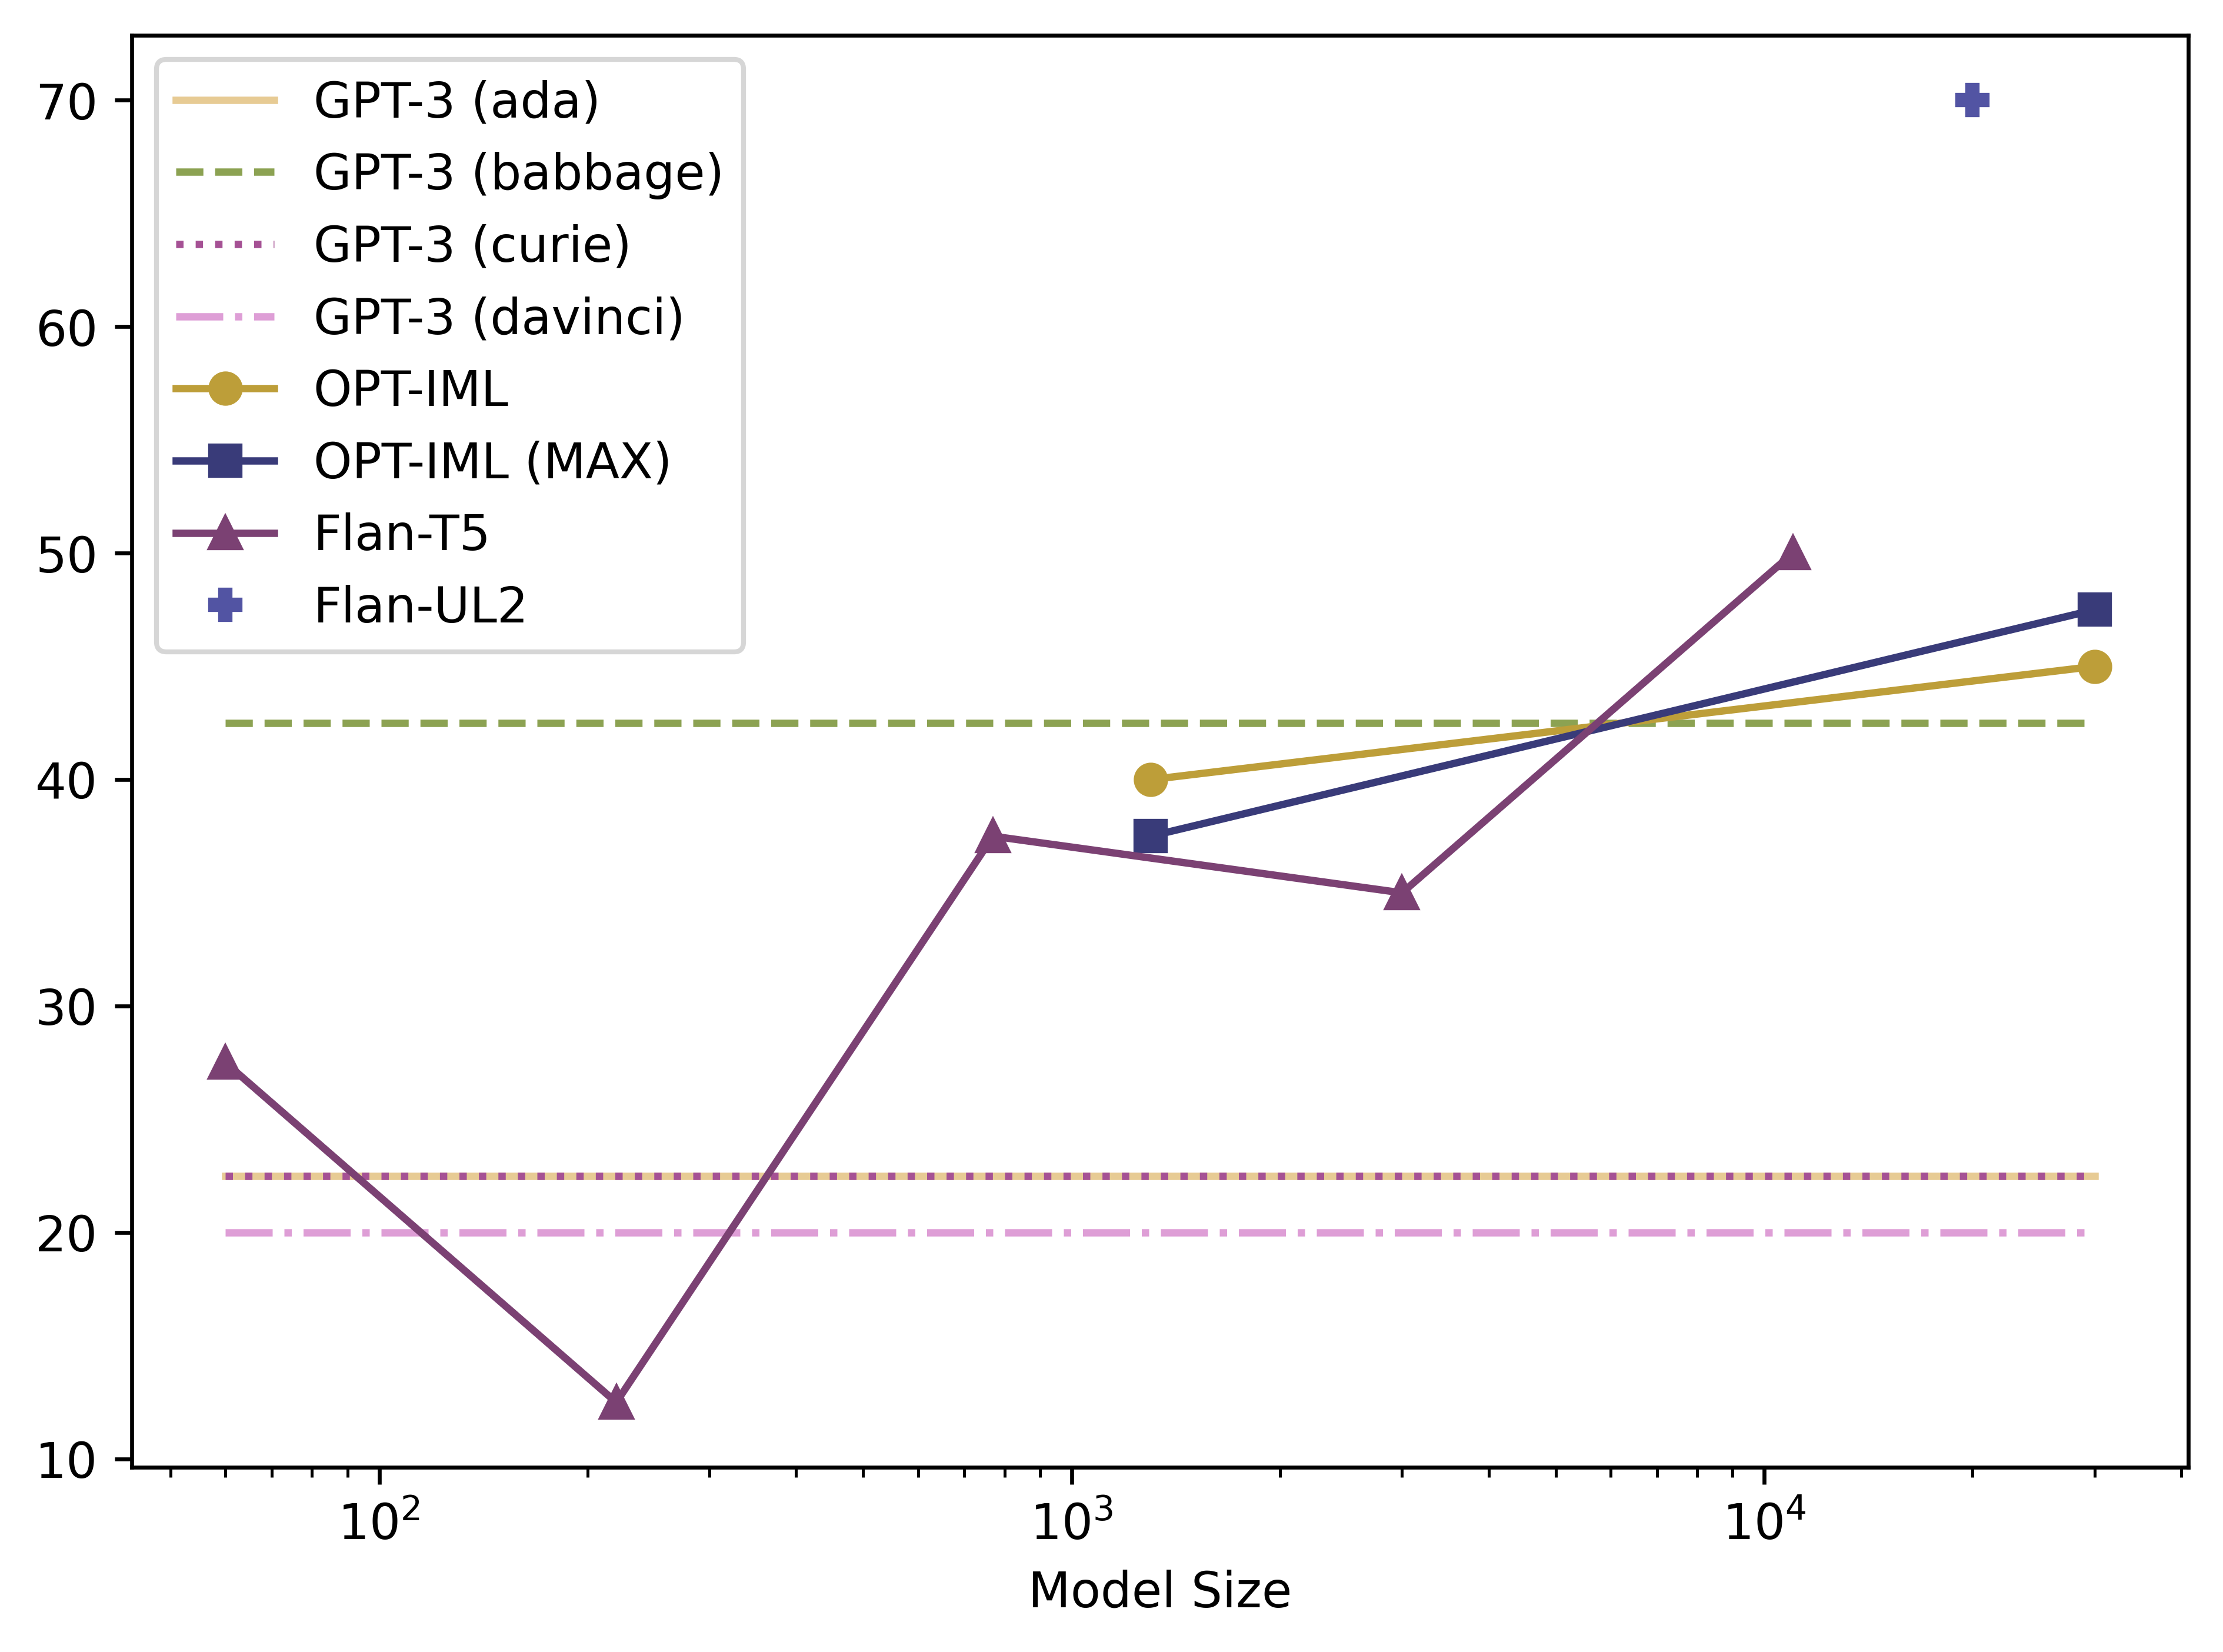 70
60
50
40
30
20
10
GPT-3 (ada)
GPT-3 (babbage)
GPT-3 (curie)
GPT-3 (davinci)
OPT-IML
OPT-IML (MAX)
Flan-T5
Flan-UL2
10² 10³ 10⁴
Model Size